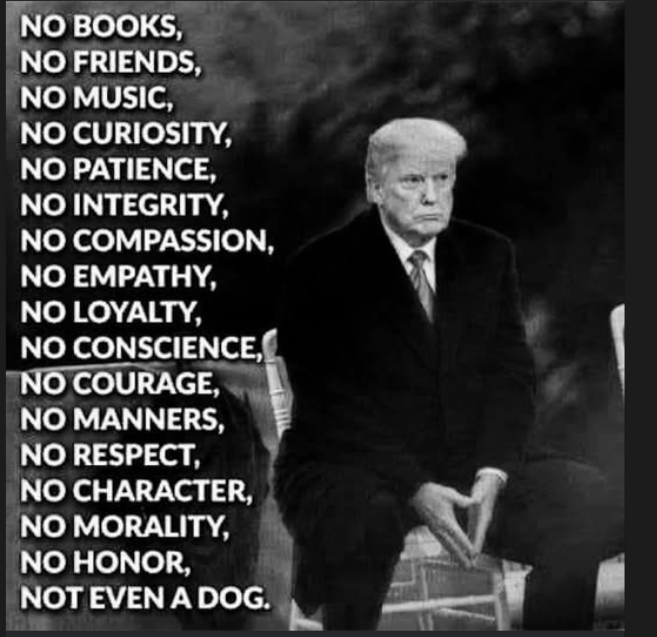 NO BOOKS,
NO FRIENDS,
NO MUSIC,
NO CURIOSITY,
NO PATIENCE,
NO INTEGRITY,
NO COMPASSION,
NO EMPATHY,
NO LOYALTY,
NO CONSCIENCE,
NO COURAGE,
NO MANNERS,
NO RESPECT,
NO CHARACTER,
NO MORALITY,
NO HONOR,
NOT EVEN A DOG.